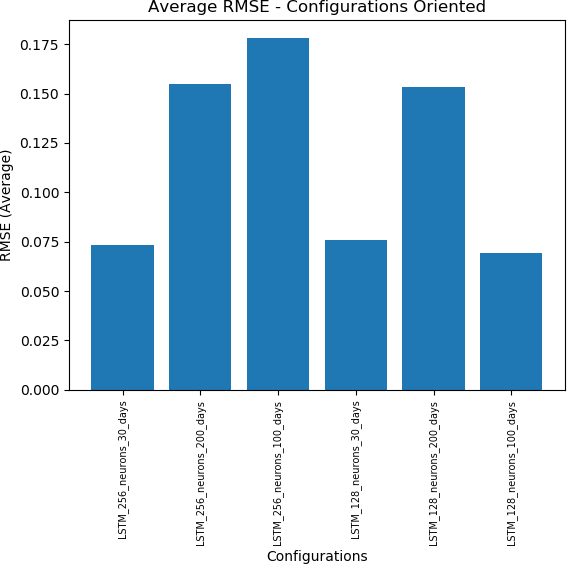 Average RMSE - Configurations Oriented
RMSE (Average)
0.175
0.150
0.125
0.100
0.075
0.050
0.025
0.000
LSTM_256_neurons_30_days
LSTM_256_neurons_200_days
LSTM_256_neurons_100_days
LSTM_128_neurons_30_days
LSTM_128_neurons_200_days
LSTM_128_neurons_100_days
Configurations